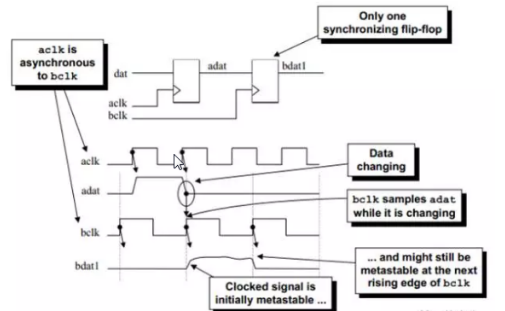 Only one
synchronizing flip-flop
aclk is
asynchronous
to bclk
dat
adat
bdat1
aclk
bclk
aclk
Data
changing
adat
bclk samples adat
while it is changing
bclk
... and might still be
metastable at the next
rising edge of bclk
bdat1
Clocked signal is
initially metastable ...